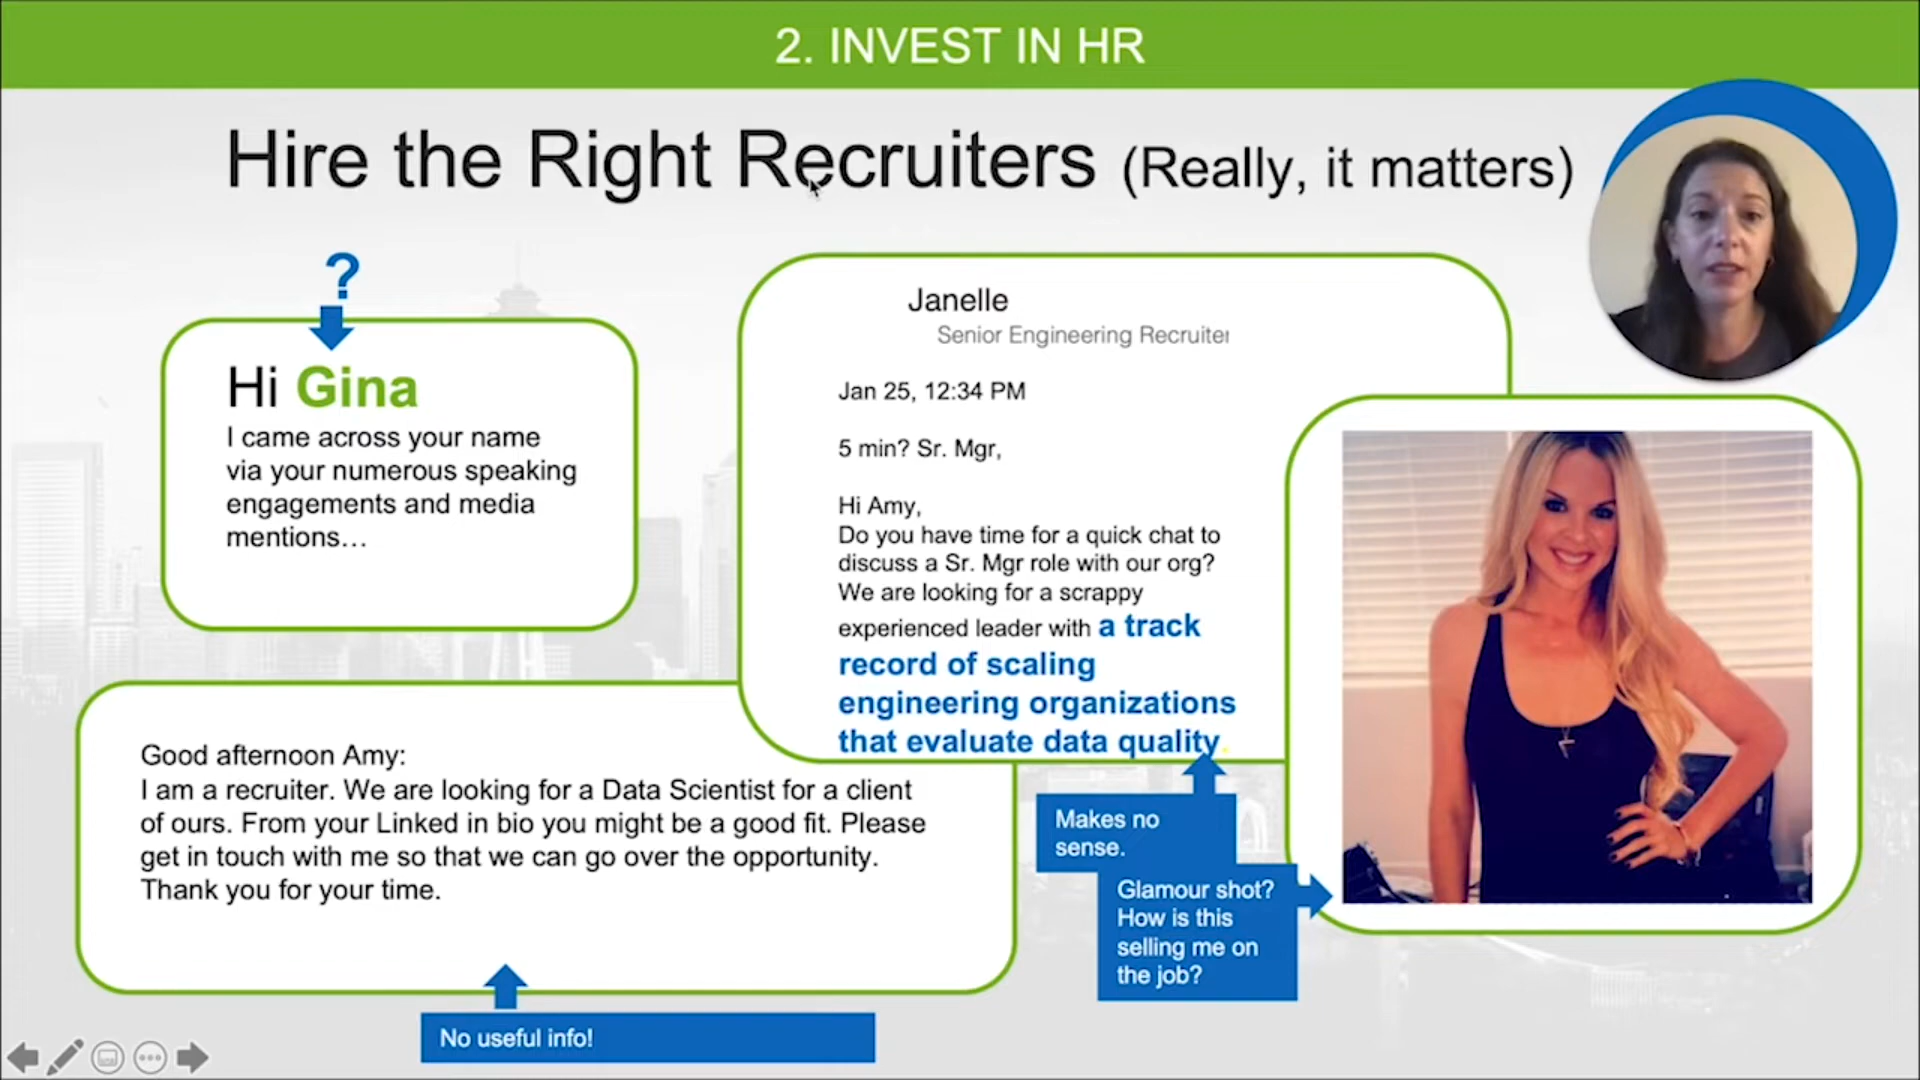 2. INVEST IN HR
Hire the Right Recruiters (Really, it matters)
?
Hi Gina
I came across your name
via your numerous speaking
engagements and media
mentions…
Janelle
Senior Engineering Recruiter
Jan 25, 12:34 PM
5 min? Sr. Mgr,
Hi Amy,
Do you have time for a quick chat to
discuss a Sr. Mgr role with our org?
We are looking for a scrappy
experienced leader with a track
record of scaling
engineering organizations
that evaluate data quality.
Good afternoon Amy:
I am a recruiter. We are looking for a Data Scientist for a client
of ours. From your Linked in bio you might be a good fit. Please
get in touch with me so that we can go over the opportunity.
Thank you for your time.
Makes no
sense.
Glamour shot?
How is this
selling me on
the job?
No useful info!